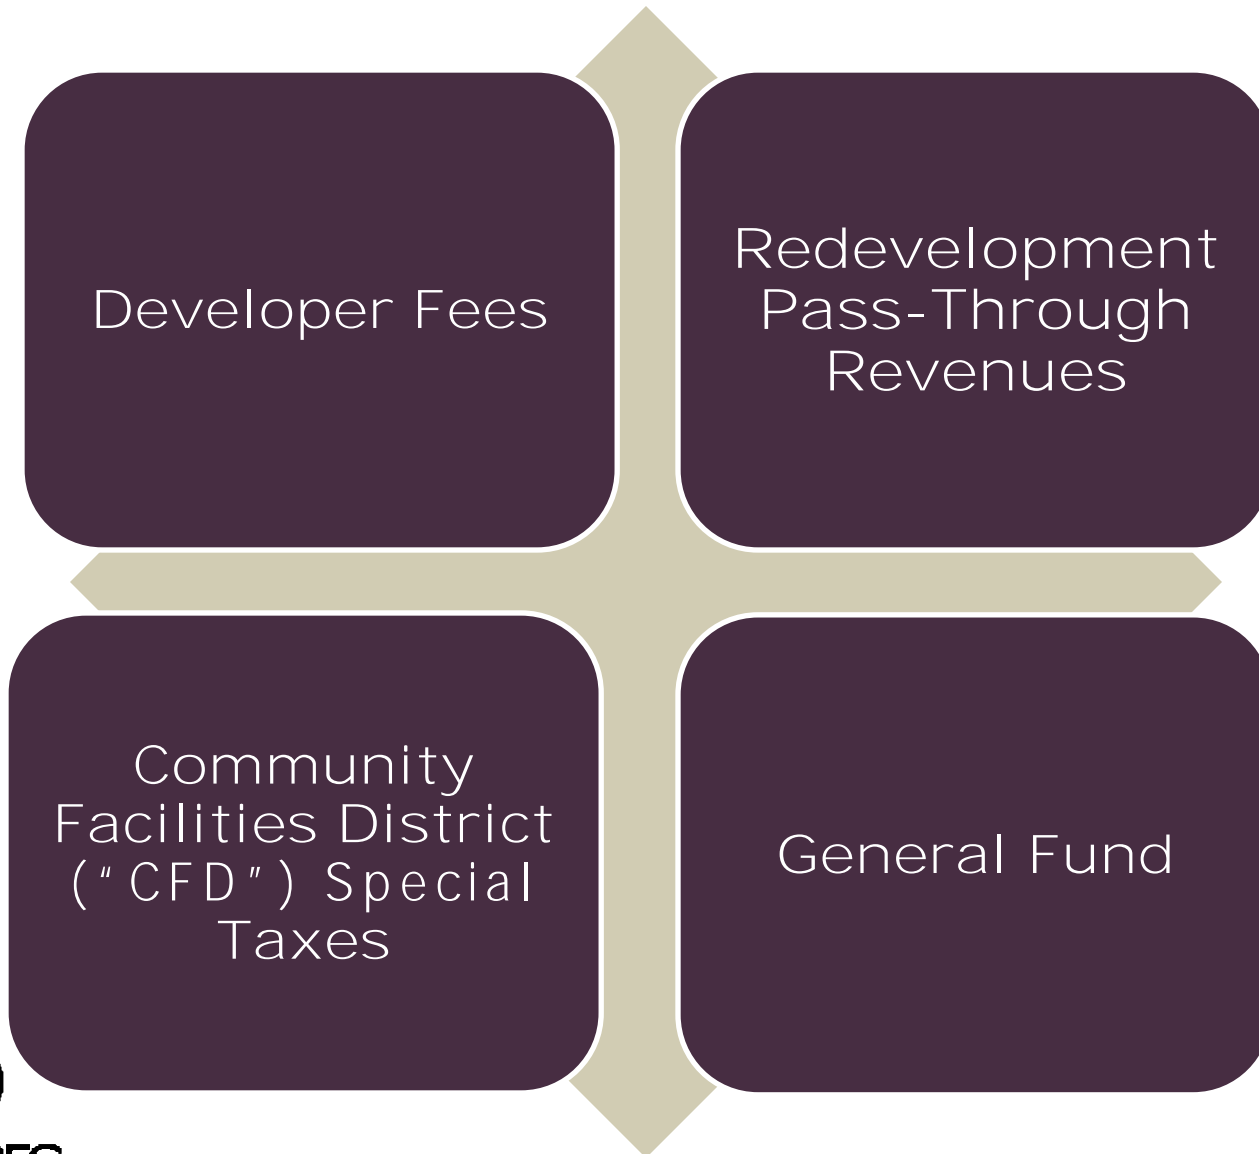 Developer Fees
Redevelopment
Pass-Through
Revenues
Community
Facilities District
("CFD") Special
Taxes
General Fund